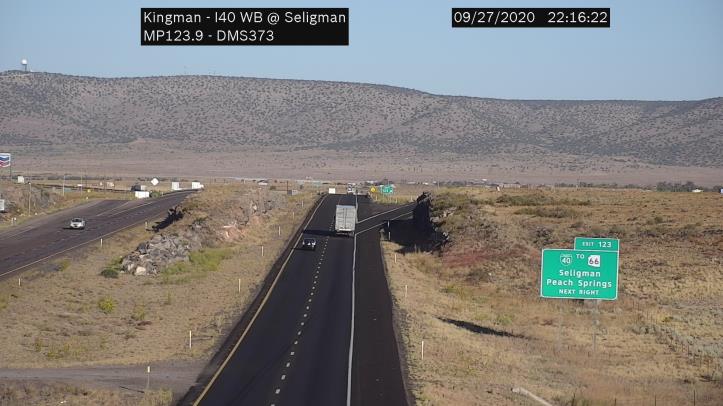 Kingman - I40 WB @ Seligman
MP123.9 - DMS373
09/27/2020 22:16:22
EXIT 123
40 TO 66
Seligman
Peach Springs
NEXT RIGHT